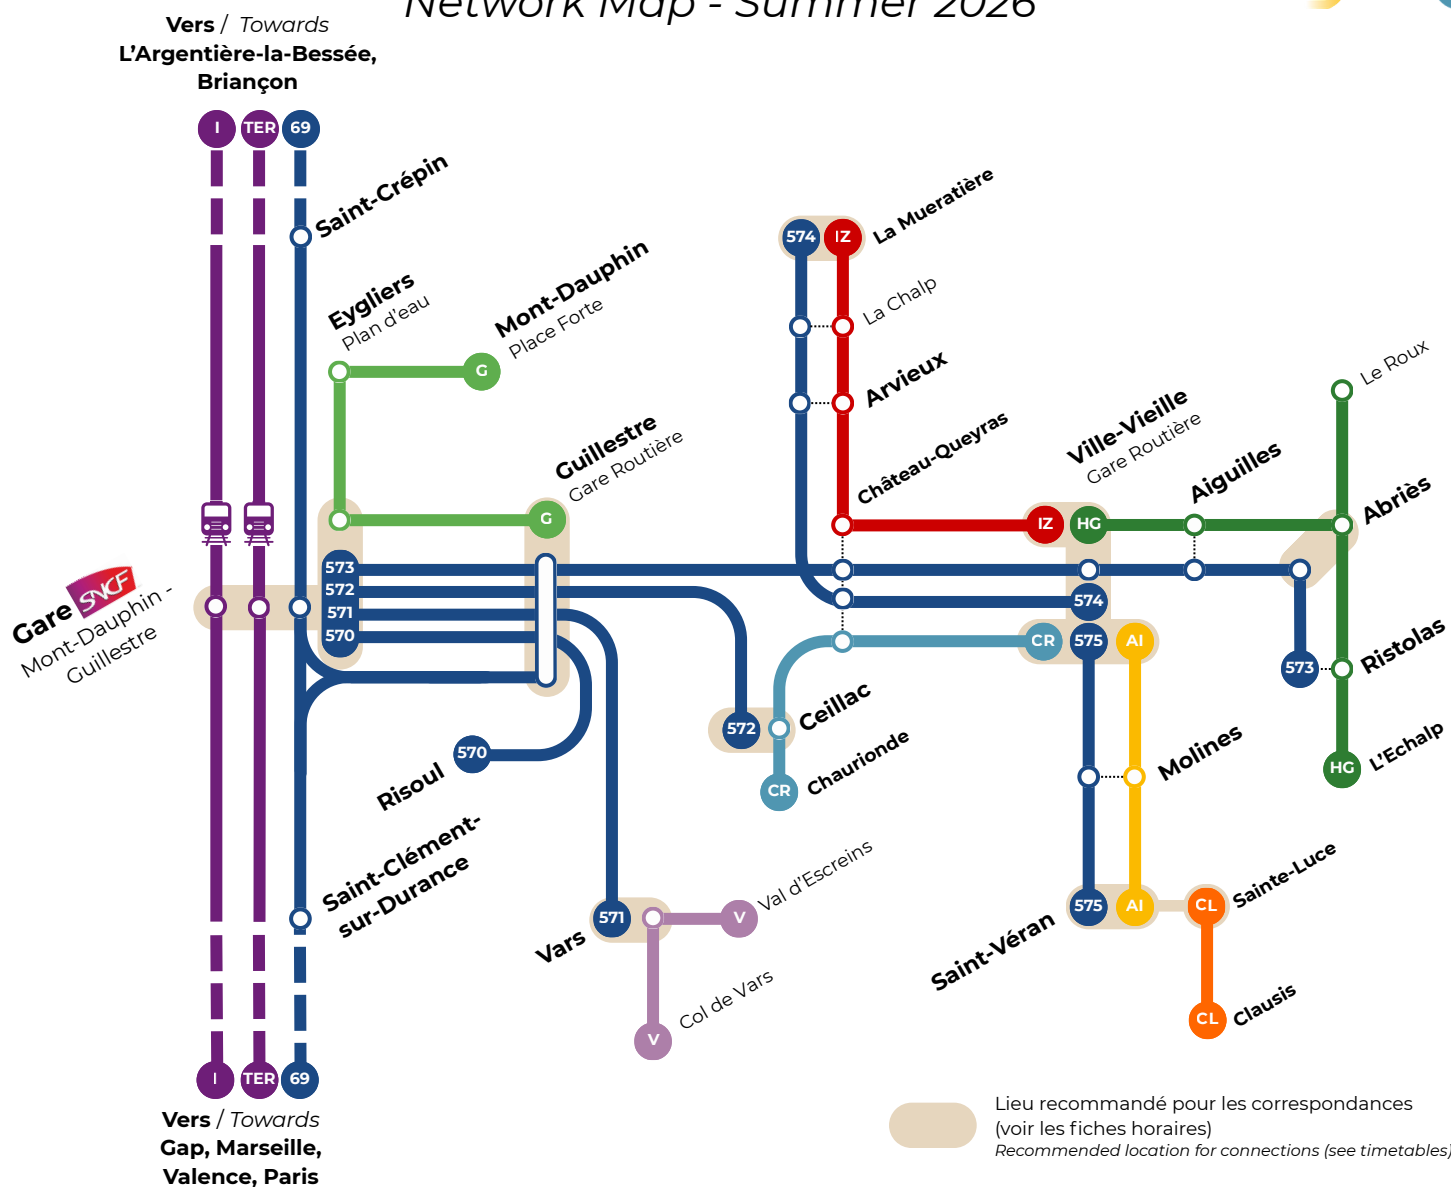 Network Map - Summer 2026
Vers / Towards
L'Argentière-la-Bessée,
Briançon
I
TER
69
Saint-Crépin
Eygliers
Plan d'eau
Mont-Dauphin
Place Forte
G
Guillestre
Gare Routière
G
574
IZ
La Mueratière
La Chalp
Arvieux
Château-Queyras
Ville-Vieille
Gare Routière
IZ
HG
Aiguilles
Le Roux
Abriès
Gare SNCF
Mont-Dauphin -
Guillestre
573
572
571
570
574
CR
575
AI
573
Ristolas
HG
L'Echalp
570
Risoul
572
Ceillac
CR
Chaurionde
Molines
Saint-Clément-
sur-Durance
571
Vars
V
Val d'Escreins
V
Col de Vars
575
AI
CL
Sainte-Luce
Saint-Véran
CL
Clausis
I
TER
69
Vers / Towards
Gap, Marseille,
Valence, Paris
Lieu recommandé pour les correspondances
(voir les fiches horaires)
Recommended location for connections (see timetables)